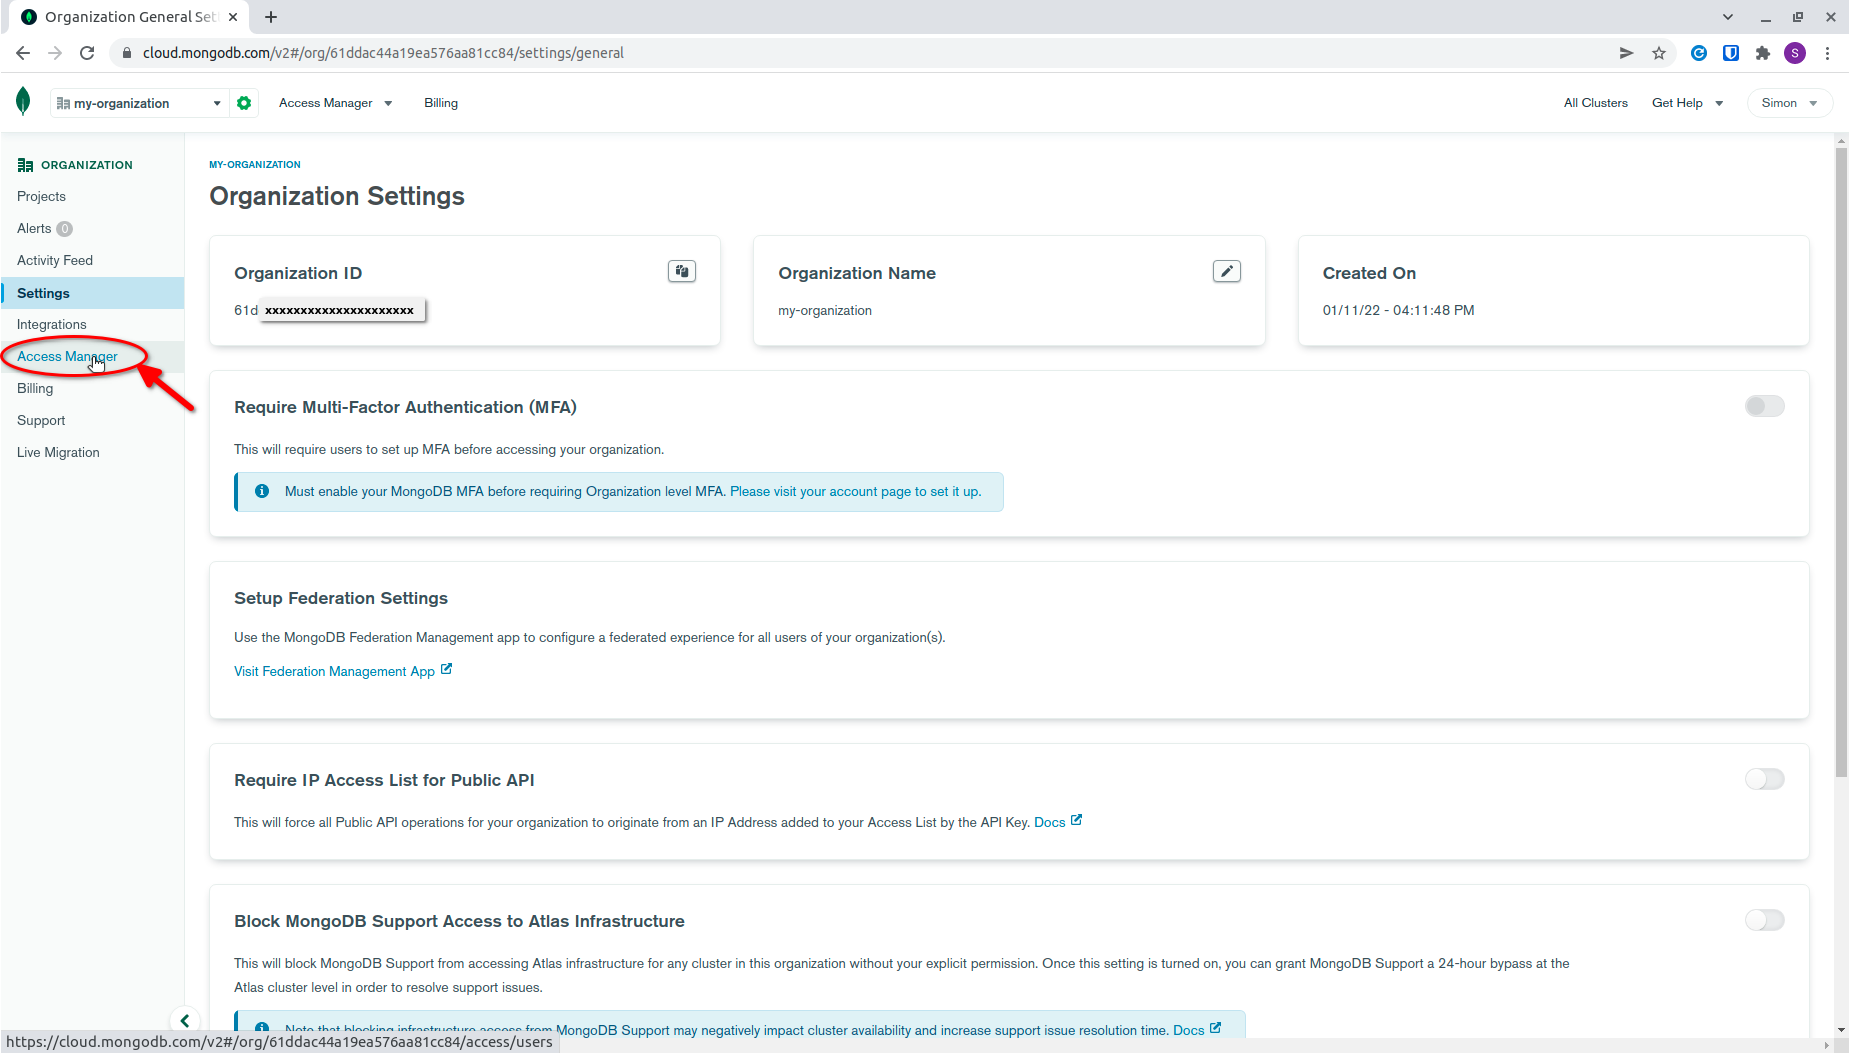 Organization General Set
cloud.mongodb.com/v2#/org/61ddac44a19ea576aa81cc84/settings/general
S
my-organization
Access Manager
Billing
All Clusters
Get Help
Simon
ORGANIZATION
Projects
Alerts 0
Activity Feed
Settings
Integrations
Access Manager
Billing
Support
Live Migration
MY-ORGANIZATION
Organization Settings
Organization ID
61d xxxxxxxxxxxxxxxxxxxxx
Organization Name
my-organization
Created On
01/11/22 - 04:11:48 PM
Require Multi-Factor Authentication (MFA)
This will require users to set up MFA before accessing your organization.
Must enable your MongoDB MFA before requiring Organization level MFA. Please visit your account page to set it up.
Setup Federation Settings
Use the MongoDB Federation Management app to configure a federated experience for all users of your organization(s).
Visit Federation Management App
Require IP Access List for Public API
This will force all Public API operations for your organization to originate from an IP Address added to your Access List by the API Key. Docs
Block MongoDB Support Access to Atlas Infrastructure
This will block MongoDB Support from accessing Atlas infrastructure for any cluster in this organization without your explicit permission. Once this setting is turned on, you can grant MongoDB Support a 24-hour bypass at the
Atlas cluster level in order to resolve support issues.
Note that blocking infrastructure access from MongoDB Support may negatively impact cluster availability and increase support issue resolution time. Docs
https://cloud.mongodb.com/v2#/org/61ddac44a19ea576aa81cc84/access/users